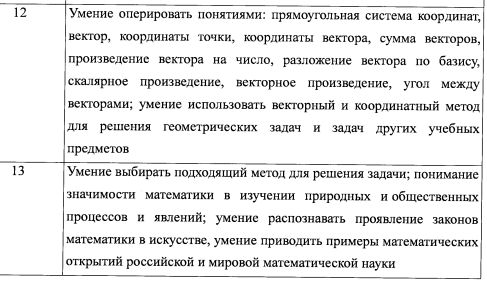 12 Умение оперировать понятиями: прямоугольная система координат,
вектор, координаты точки, координаты вектора, сумма векторов,
произведение вектора на число, разложение вектора по базису,
скалярное произведение, векторное произведение, угол между
векторами; умение использовать векторный и координатный метод
для решения геометрических задач и задач других учебных
предметов
13 Умение выбирать подходящий метод для решения задачи; понимание
значимости математики в изучении природных и общественных
процессов и явлений; умение распознавать проявление законов
математики в искусстве, умение приводить примеры математических
открытий российской и мировой математической науки